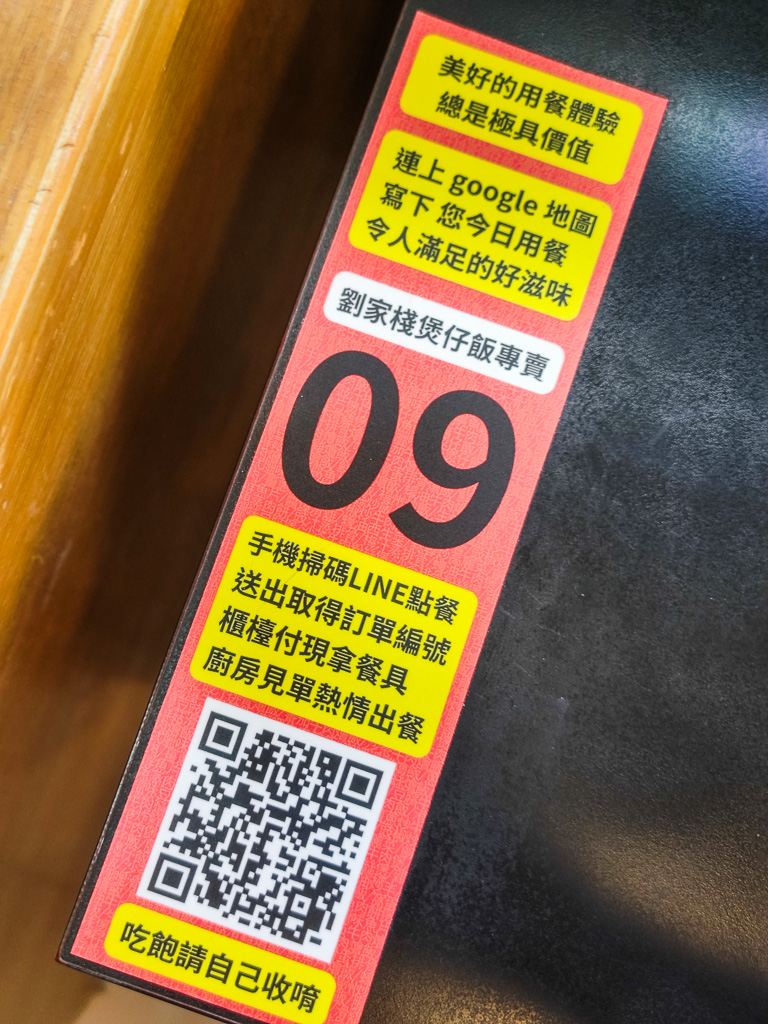 美好的用餐體驗
總是極具價值
連上 google 地圖
寫下 您今日用餐
令人滿足的好滋味
劉家棧煲仔飯專賣
09
手機掃碼LINE點餐
送出取得訂單編號
櫃檯付現拿餐具
廚房見單熱情出餐
吃飽請自己收唷